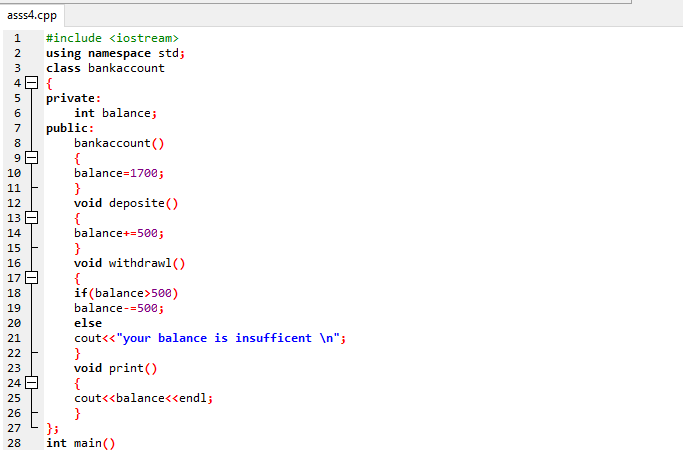 asss4.cpp
1 #include <iostream>
2 using namespace std;
3 class bankaccount
4 {
5 private:
6 int balance;
7 public:
8 bankaccount()
9 {
10 balance=1700;
11 }
12 void deposite()
13 {
14 balance+=500;
15 }
16 void withdrawl()
17 {
18 if(balance>500)
19 balance-=500;
20 else
21 cout<<"your balance is insufficent \n";
22 }
23 void print()
24 {
25 cout<<balance<<endl;
26 }
27 };
28 int main()